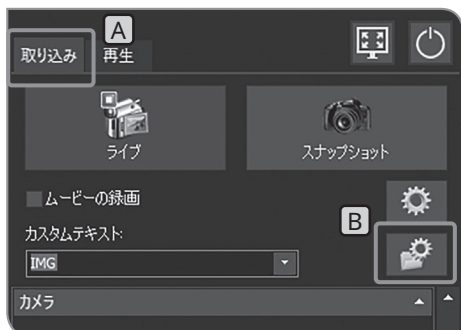 A
取り込み 再生
ライブ スナップショット
ムービーの録画
B
カスタムテキスト:
IMG
カメラ